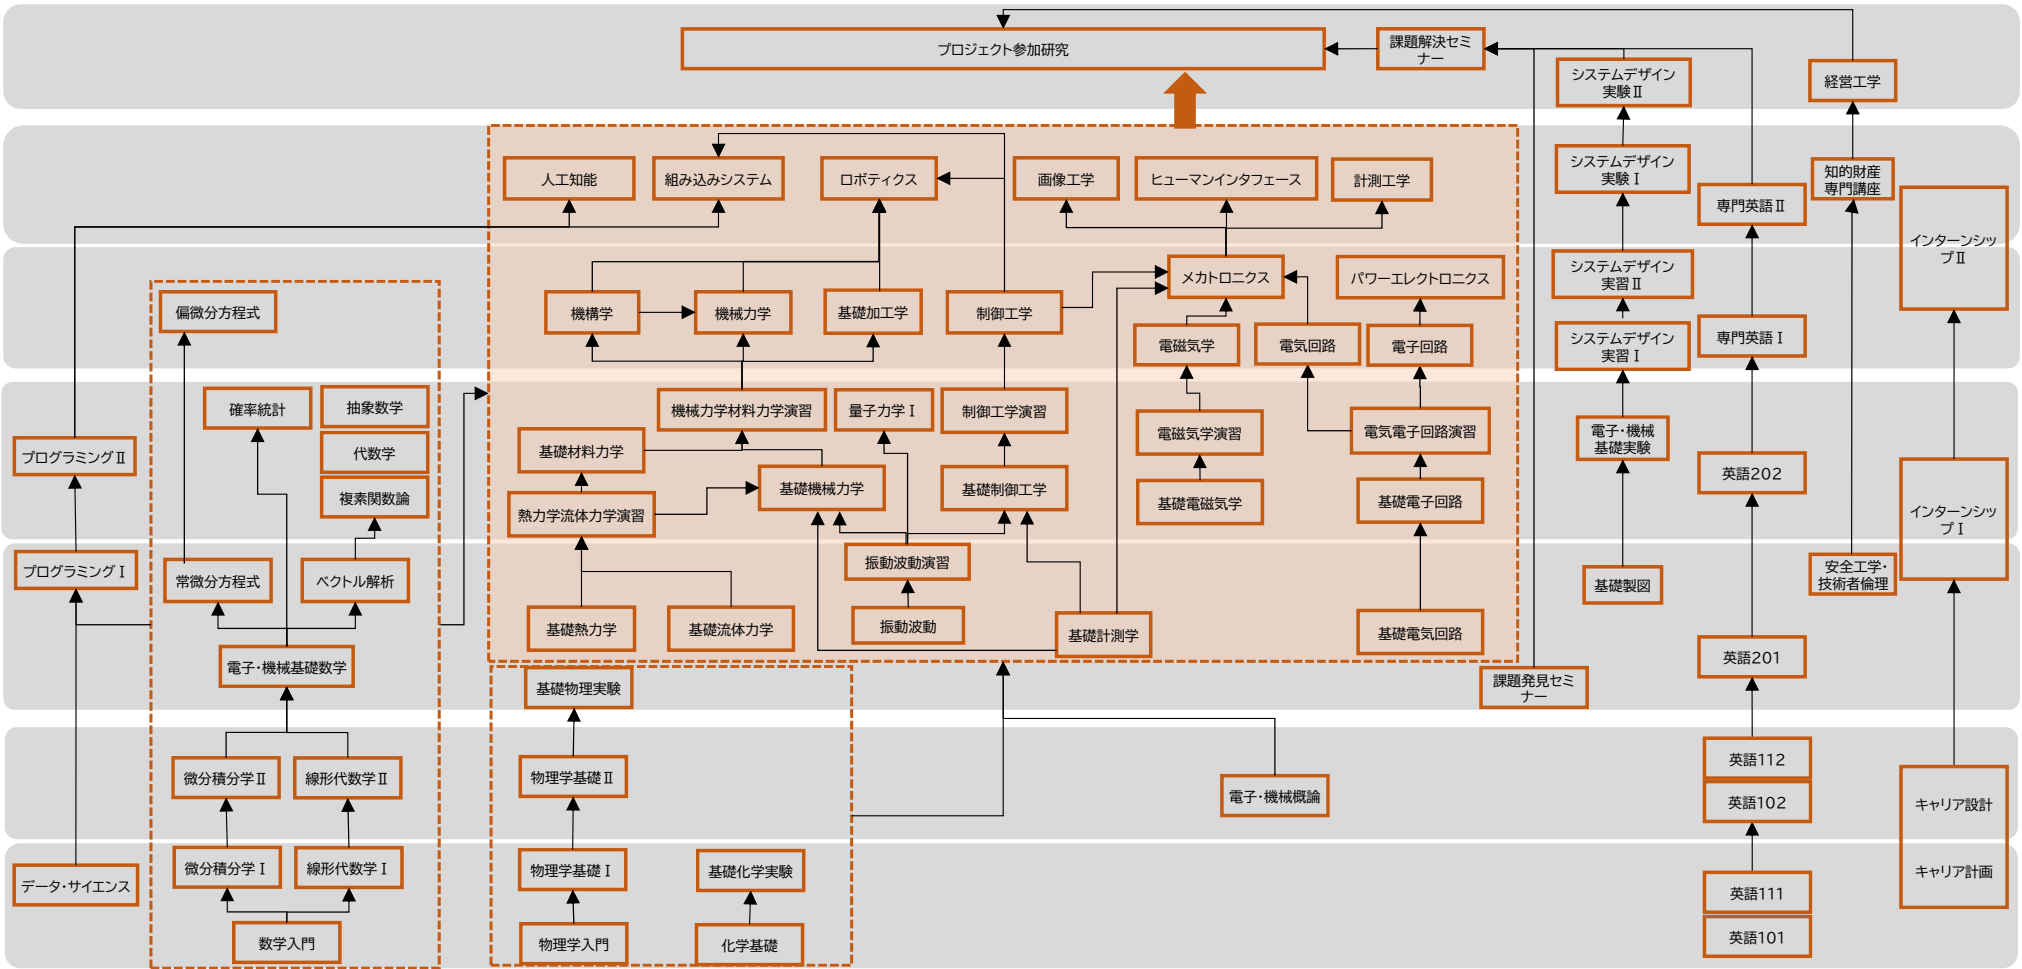 プロジェクト参加研究
課題解決セミ
ナー
システムデザイン
実験Ⅱ
経営工学
人工知能
組み込みシステム
ロボティクス
画像工学
ヒューマンインタフェース
計測工学
システムデザイン
実験Ⅰ
知的財産
専門講座
専門英語Ⅱ
インターンシッ
プⅡ
偏微分方程式
機構学
機械力学
基礎加工学
制御工学
メカトロニクス
パワーエレクトロニクス
システムデザイン
実習Ⅱ
電磁気学
電気回路
電子回路
システムデザイン
実習Ⅰ
専門英語Ⅰ
確率統計
抽象数学
機械力学材料力学演習
量子力学Ⅰ
制御工学演習
電磁気学演習
電気電子回路演習
電子・機械
基礎実験
プログラミングⅡ
代数学
基礎材料力学
複素関数論
熱力学流体力学演習
基礎機械力学
基礎制御工学
基礎電磁気学
基礎電子回路
英語202
インターンシッ
プⅠ
プログラミングⅠ
常微分方程式
ベクトル解析
振動波動演習
基礎製図
安全工学・
技術者倫理
基礎熱力学
基礎流体力学
振動波動
基礎計測学
基礎電気回路
電子・機械基礎数学
基礎物理実験
課題発見セミ
ナー
英語201
微分積分学Ⅱ
線形代数学Ⅱ
物理学基礎Ⅱ
電子・機械概論
英語112
英語102
キャリア設計
データ・サイエンス
微分積分学Ⅰ
線形代数学Ⅰ
物理学基礎Ⅰ
基礎化学実験
英語111
キャリア計画
数学入門
物理学入門
化学基礎
英語101